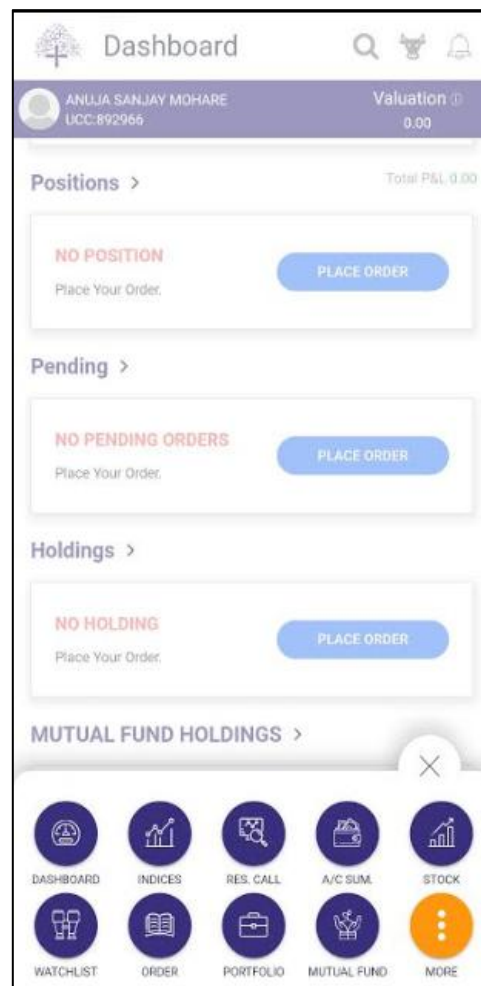 Dashboard
ANUJA SANJAY MOHARE
UCC:892966
Valuation
0.00
Positions >
Total P&L 0.00
NO POSITION
Place Your Order.
PLACE ORDER
Pending >
NO PENDING ORDERS
Place Your Order.
PLACE ORDER
Holdings >
NO HOLDING
Place Your Order.
PLACE ORDER
MUTUAL FUND HOLDINGS >
DASHBOARD
INDICES
RES. CALL
A/C SUM.
STOCK
WATCHLIST
ORDER
PORTFOLIO
MUTUAL FUND
MORE